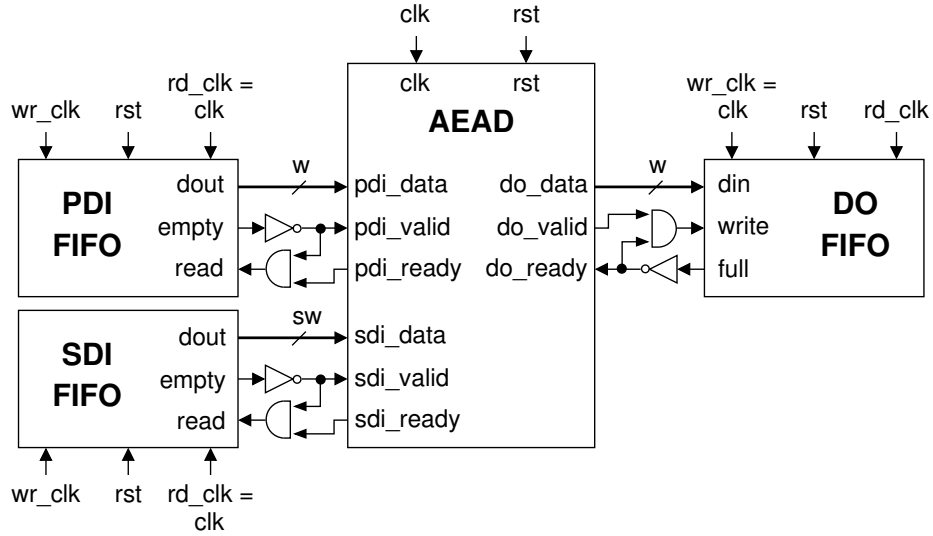 clk
rst
rd_clk =
wr_clk
rst
clk
clk
rst
AEAD
wr_clk =
clk
rst
rd_clk
PDI
FIFO
dout
empty
read
w
pdi_data
pdi_valid
pdi_ready
do_data
do_valid
do_ready
w
din
write
full
DO
FIFO
SDI
FIFO
dout
empty
read
sw
sdi_data
sdi_valid
sdi_ready
wr_clk
rst
rd_clk =
clk